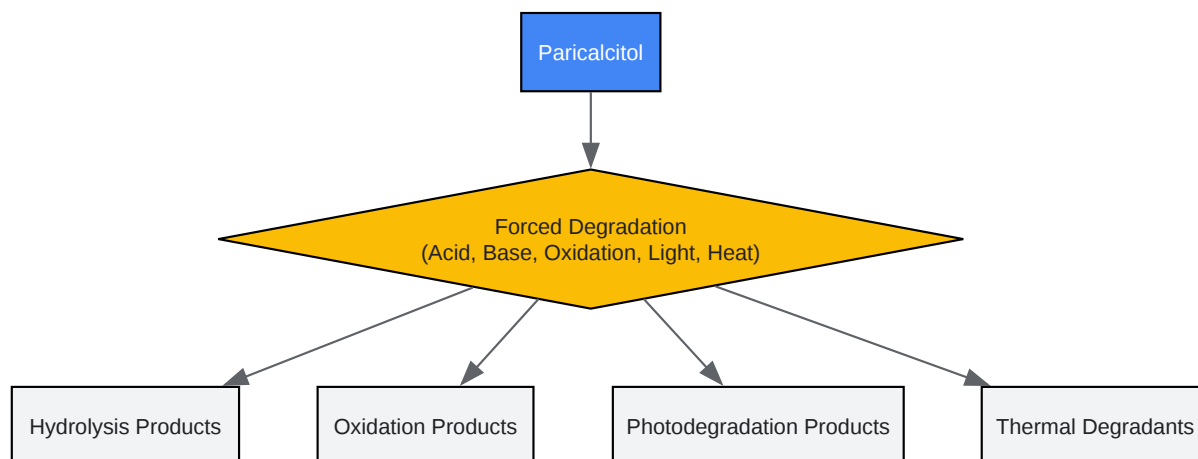 Paricalcitol
Forced Degradation
(Acid, Base, Oxidation, Light, Heat)
Hydrolysis Products
Oxidation Products
Photodegradation Products
Thermal Degradants